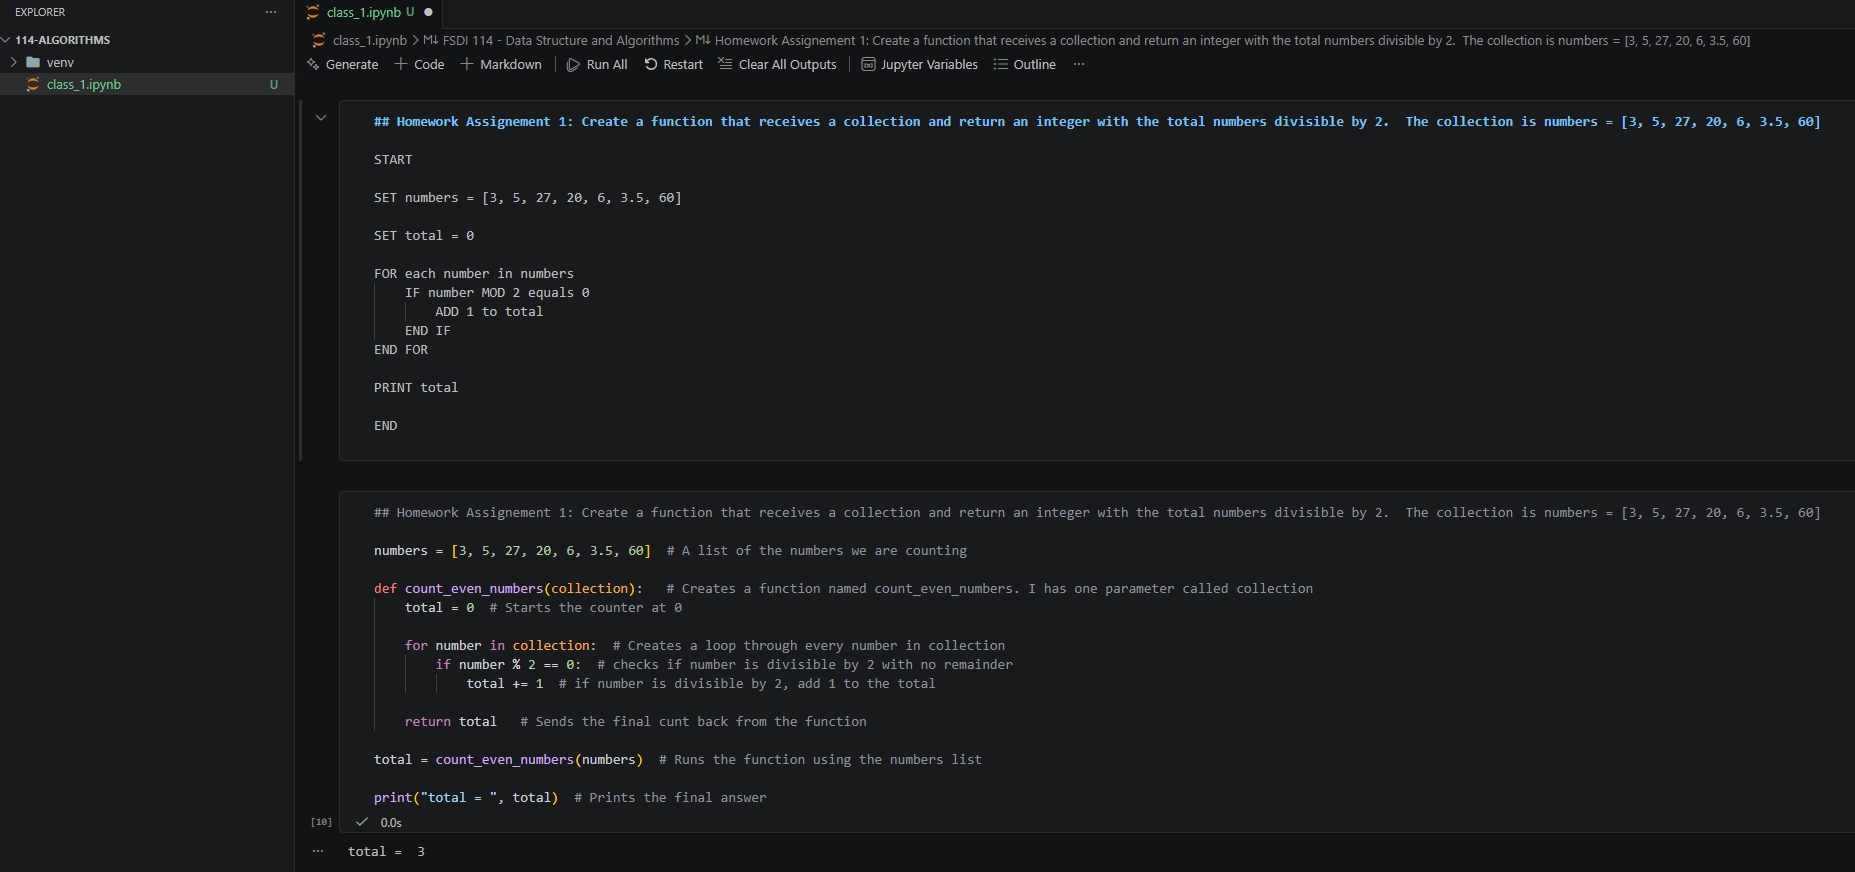 EXPLORER
114-ALGORITHMS
venv
class_1.ipynb U
class_1.ipynb U
class_1.ipynb > M↓ FSDI 114 - Data Structure and Algorithms > M↓ Homework Assignement 1: Create a function that receives a collection and return an integer with the total numbers divisible by 2.  The collection is numbers = [3, 5, 27, 20, 6, 3.5, 60]
Generate + Code + Markdown | Run All Restart Clear All Outputs | Jupyter Variables Outline ...
## Homework Assignement 1: Create a function that receives a collection and return an integer with the total numbers divisible by 2.  The collection is numbers = [3, 5, 27, 20, 6, 3.5, 60]
START
SET numbers = [3, 5, 27, 20, 6, 3.5, 60]
SET total = 0
FOR each number in numbers
    IF number MOD 2 equals 0
        ADD 1 to total
    END IF
END FOR
PRINT total
END
## Homework Assignement 1: Create a function that receives a collection and return an integer with the total numbers divisible by 2.  The collection is numbers = [3, 5, 27, 20, 6, 3.5, 60]
numbers = [3, 5, 27, 20, 6, 3.5, 60]  # A list of the numbers we are counting
def count_even_numbers(collection):   # Creates a function named count_even_numbers. I has one parameter called collection
    total = 0  # Starts the counter at 0
    for number in collection:  # Creates a loop through every number in collection
        if number % 2 == 0:  # checks if number is divisible by 2 with no remainder
            total += 1  # if number is divisible by 2, add 1 to the total
    return total   # Sends the final cunt back from the function
total = count_even_numbers(numbers)  # Runs the function using the numbers list
print("total = ", total)  # Prints the final answer
[10] ✓ 0.0s
... total =  3